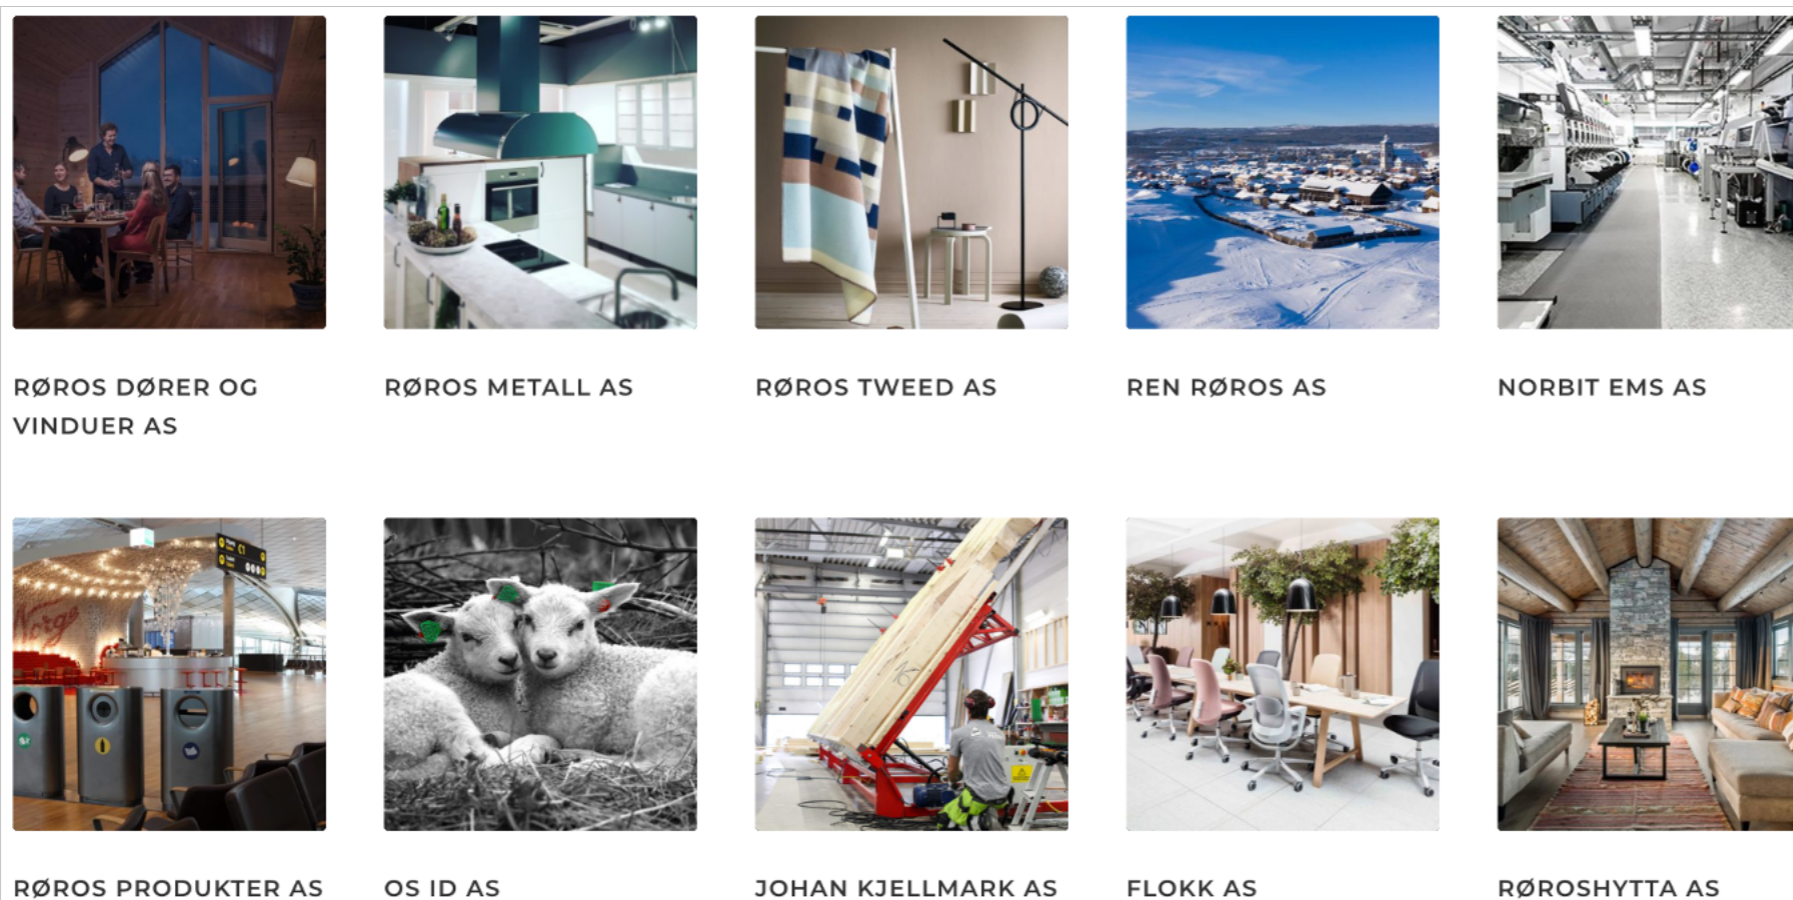 RØROS DØRER OG
VINDUER AS
RØROS METALL AS
RØROS TWEED AS
REN RØROS AS
NORBIT EMS AS
Norge
RØROS PRODUKTER AS
OS ID AS
JOHAN KJELLMARK AS
FLOKK AS
RØROSHYTTA AS